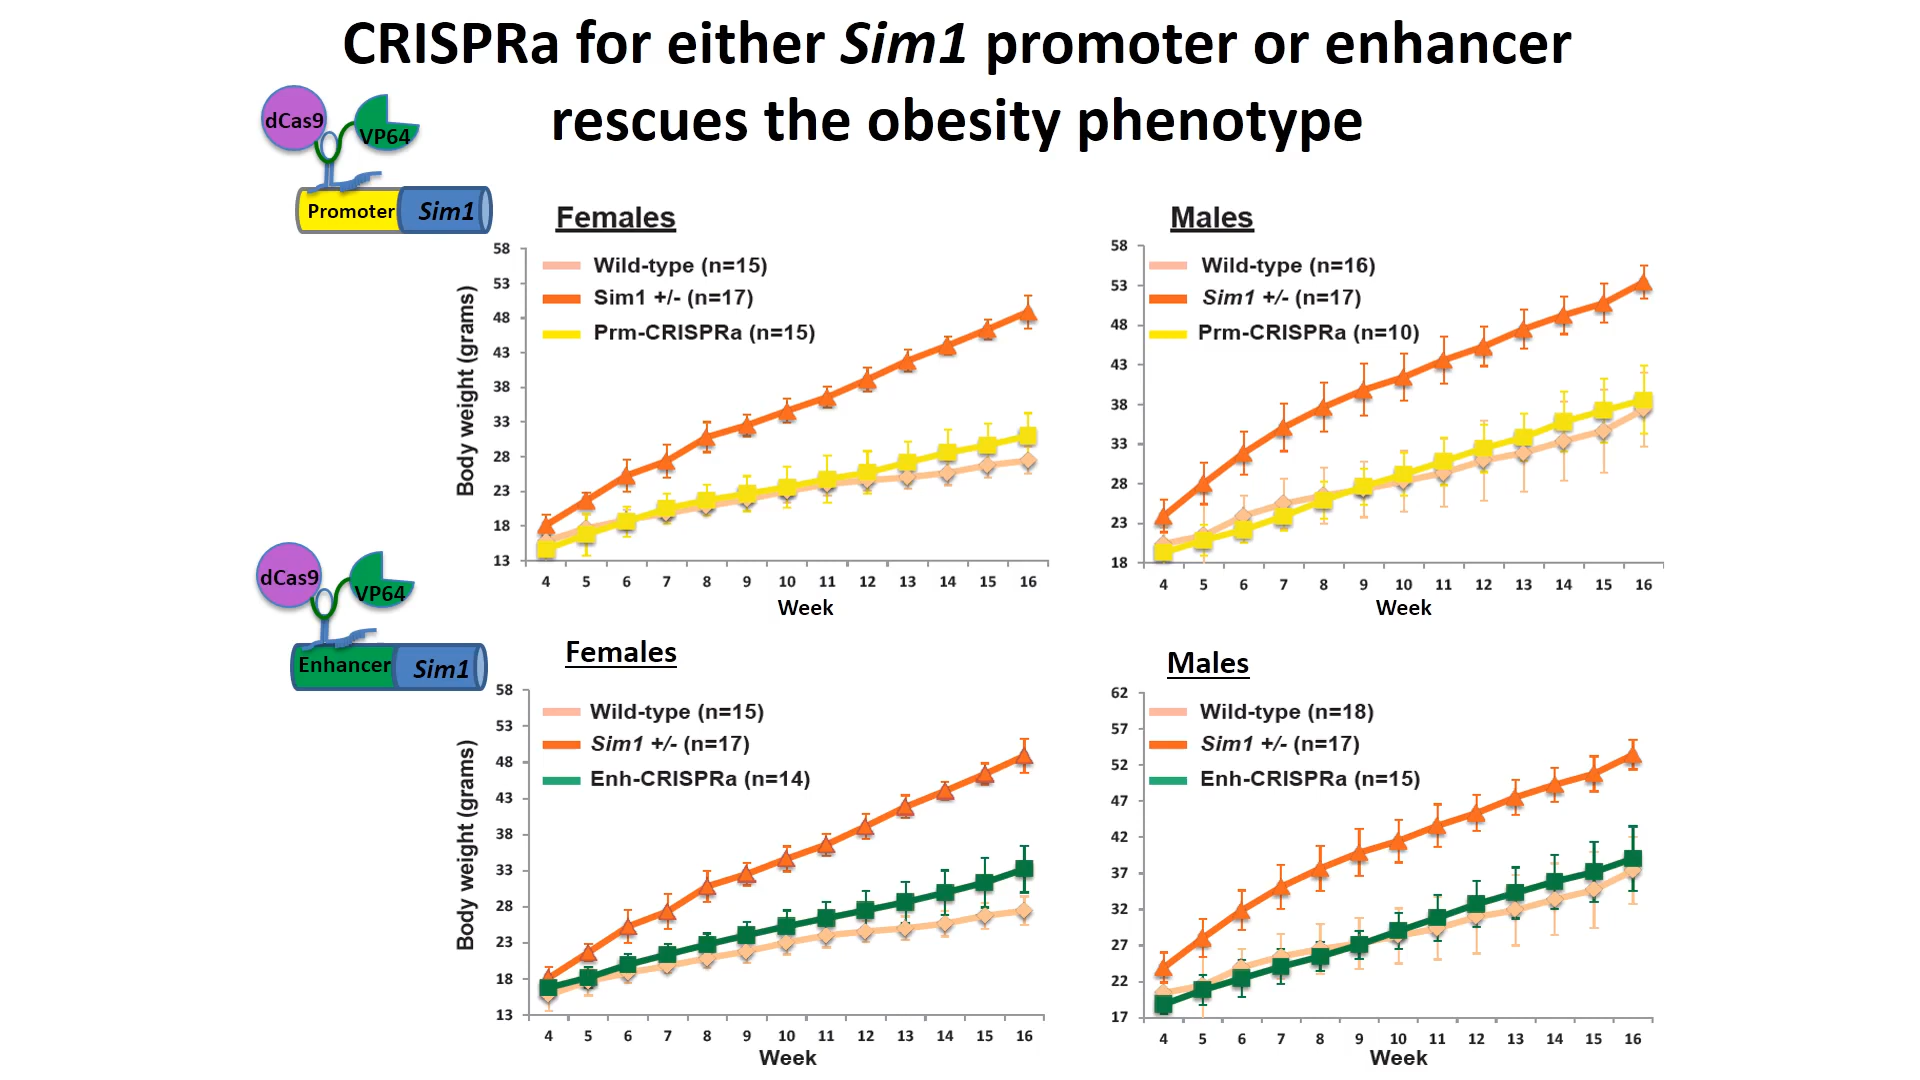 CRISPRa for either Sim1 promoter or enhancer
rescues the obesity phenotype
dCas9
VP64
Promoter
Sim1
Females
58
53
48
43
38
33
28
23
18
13
Body weight (grams)
Wild-type (n=15)
Sim1 +/- (n=17)
Prm-CRISPRa (n=15)
4 5 6 7 8 9 10 11 12 13 14 15 16
Week
Males
58
53
48
43
38
33
28
23
18
Wild-type (n=16)
Sim1 +/- (n=17)
Prm-CRISPRa (n=10)
4 5 6 7 8 9 10 11 12 13 14 15 16
Week
dCas9
VP64
Enhancer
Sim1
Females
58
53
48
43
38
33
28
23
18
13
Body weight (grams)
Wild-type (n=15)
Sim1 +/- (n=17)
Enh-CRISPRa (n=14)
4 5 6 7 8 9 10 11 12 13 14 15 16
Week
Males
62
57
52
47
42
37
32
27
22
17
Wild-type (n=18)
Sim1 +/- (n=17)
Enh-CRISPRa (n=15)
4 5 6 7 8 9 10 11 12 13 14 15 16
Week